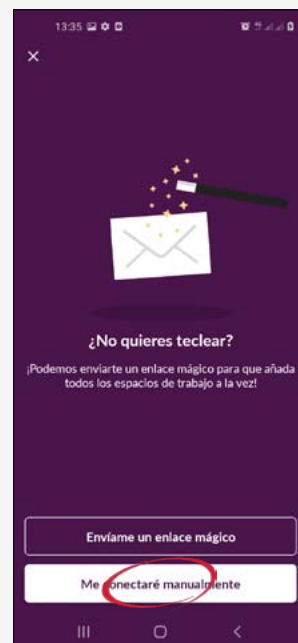 13:35
¿No quieres teclear?
¡Podemos enviarte un enlace mágico para que añada
todos los espacios de trabajo a la vez!
Envíame un enlace mágico
Me conectaré manualmente